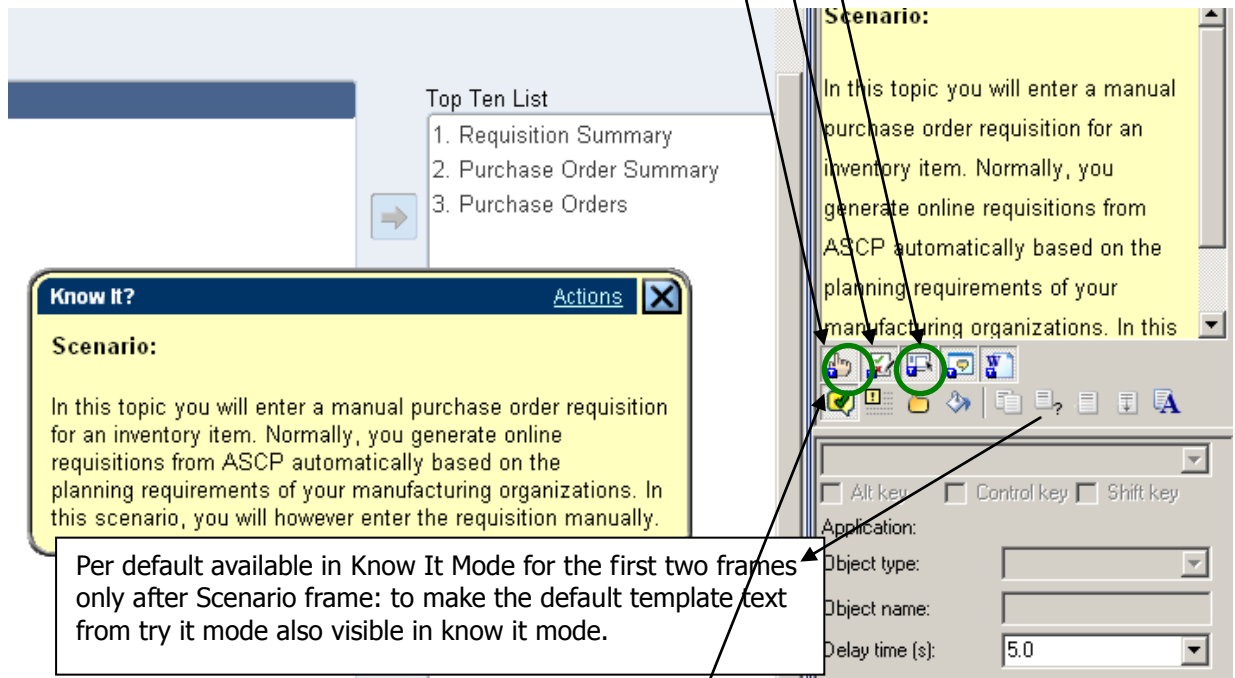 Top Ten List
1. Requisition Summary
2. Purchase Order Summary
3. Purchase Orders
Know It?
Actions
Scenario:
In this topic you will enter a manual purchase order requisition
for an inventory item. Normally, you generate online
requisitions from ASCP automatically based on the
planning requirements of your manufacturing organizations. In
this scenario, you will however enter the requisition manually.
Per default available in Know It Mode for the first two frames
only after Scenario frame: to make the default template text
from try it mode also visible in know it mode.
Scenario:
In this topic you will enter a manual
purchase order requisition for an
inventory item. Normally, you
generate online requisitions from
ASCP automatically based on the
planning requirements of your
manufacturing organizations. In this
Alt key Control key Shift key
Application:
Object type:
Object name:
Delay time (s): 5.0